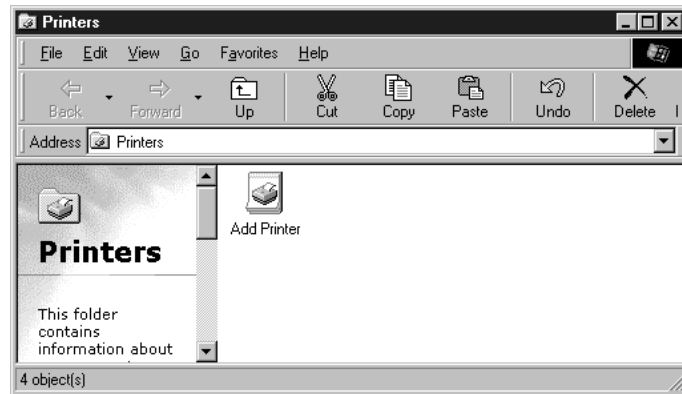 Printers
File Edit View Go Favorites Help
Back Forward Up Cut Copy Paste Undo Delete
Address Printers
Add Printer
Printers
This folder
contains
information about
4 object(s)